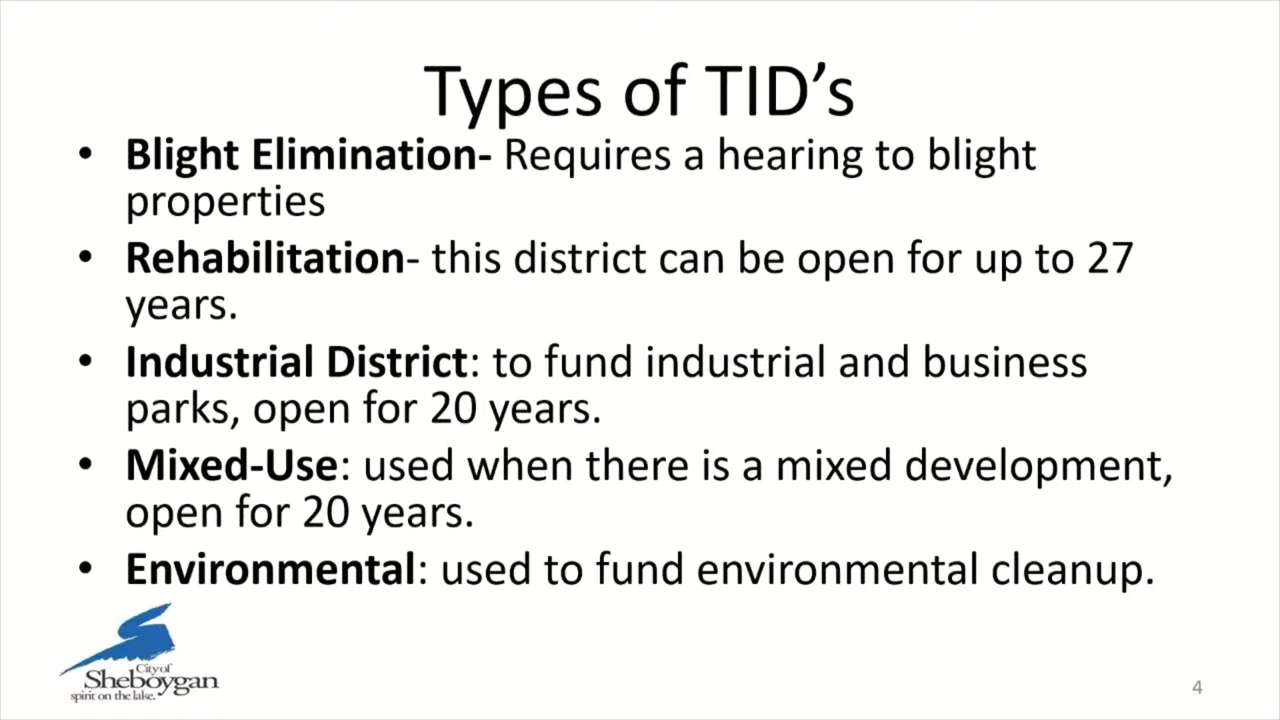 Types of TID’s
• Blight Elimination- Requires a hearing to blight
properties
• Rehabilitation- this district can be open for up to 27
years.
• Industrial District: to fund industrial and business
parks, open for 20 years.
• Mixed-Use: used when there is a mixed development,
open for 20 years.
• Environmental: used to fund environmental cleanup.
City of
Sheboygan
spirit on the lake.
4